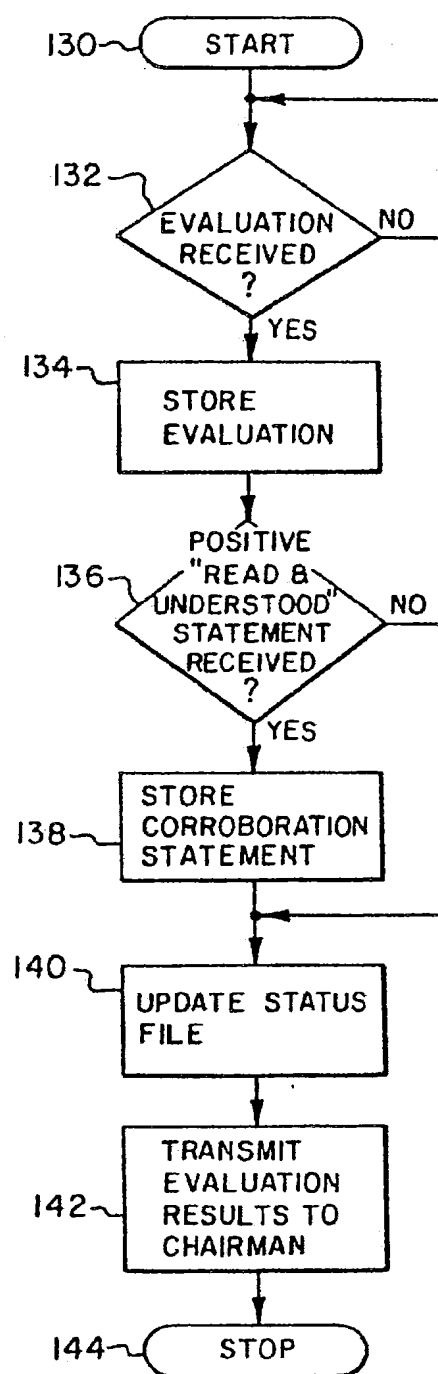 130
START
132
EVALUATION
RECEIVED
?
NO
YES
134
STORE
EVALUATION
136
POSITIVE
"READ &
UNDERSTOOD"
STATEMENT
RECEIVED
?
NO
YES
138
STORE
CORROBORATION
STATEMENT
140
UPDATE STATUS
FILE
142
TRANSMIT
EVALUATION
RESULTS TO
CHAIRMAN
144
STOP